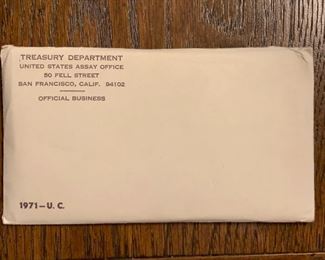 TREASURY DEPARTMENT
UNITED STATES ASSAY OFFICE
50 FELL STREET
SAN FRANCISCO, CALIF. 94102
OFFICIAL BUSINESS
1971-U. C.